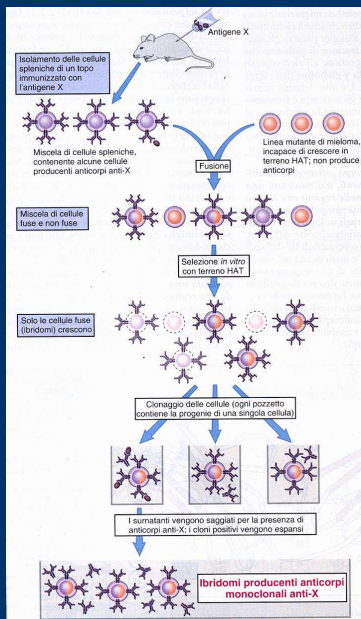 Antigene X
Isolamento delle cellule
spleniche di un topo
immunizzato con
l'antigene X
Miscela di cellule spleniche,
contenente alcune cellule
producenti anticorpi anti-X
Fusione
Linea mutante di mieloma,
incapace di crescere in
terreno HAT; non produce
anticorpi
Miscela di cellule
fuse e non fuse
Selezione in vitro
con terreno HAT
Solo le cellule fuse
(ibridomi) crescono
Clonaggio delle cellule (ogni pozzetto
contiene la progenie di una singola cellula)
I surnatanti vengono saggiati per la presenza di
anticorpi anti-X; i cloni positivi vengono espansi
Ibridomi producenti anticorpi
monoclonali anti-X